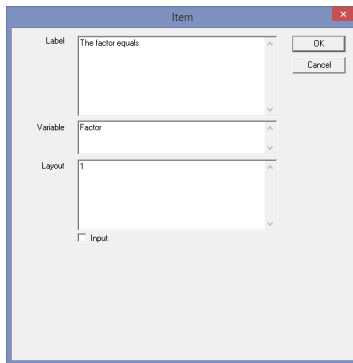 Item
Label
The factor equals
OK
Cancel
Variable
Factor
Layout
1
Input